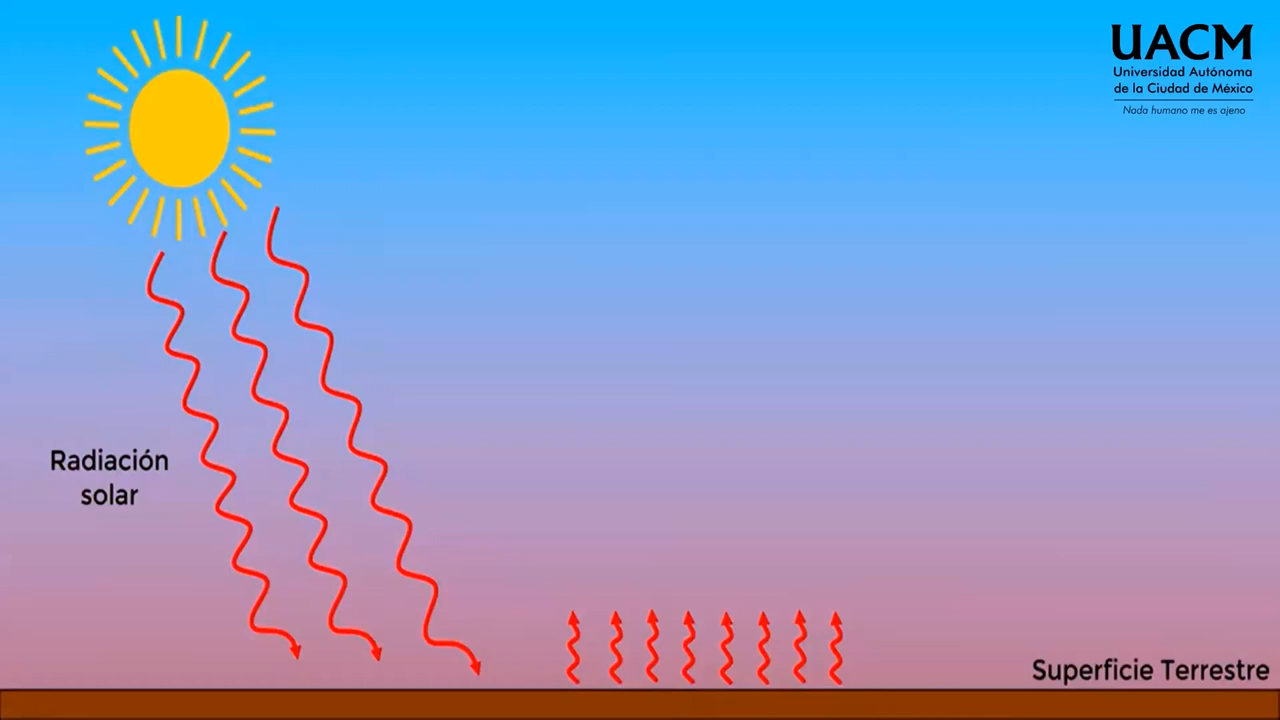 UACM
Universidad Autónoma
de la Ciudad de México
Nada humano me es ajeno
Radiación
solar
Superficie Terrestre